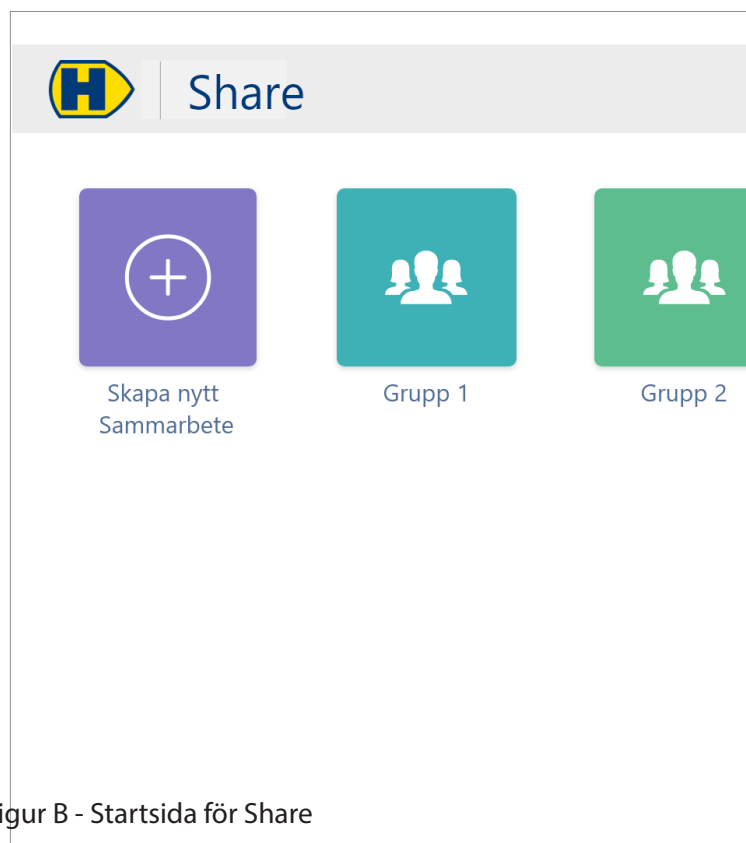 H
Share
Skapa nytt
Sammarbete
Grupp 1
Grupp 2
igur B - Startsida för Share